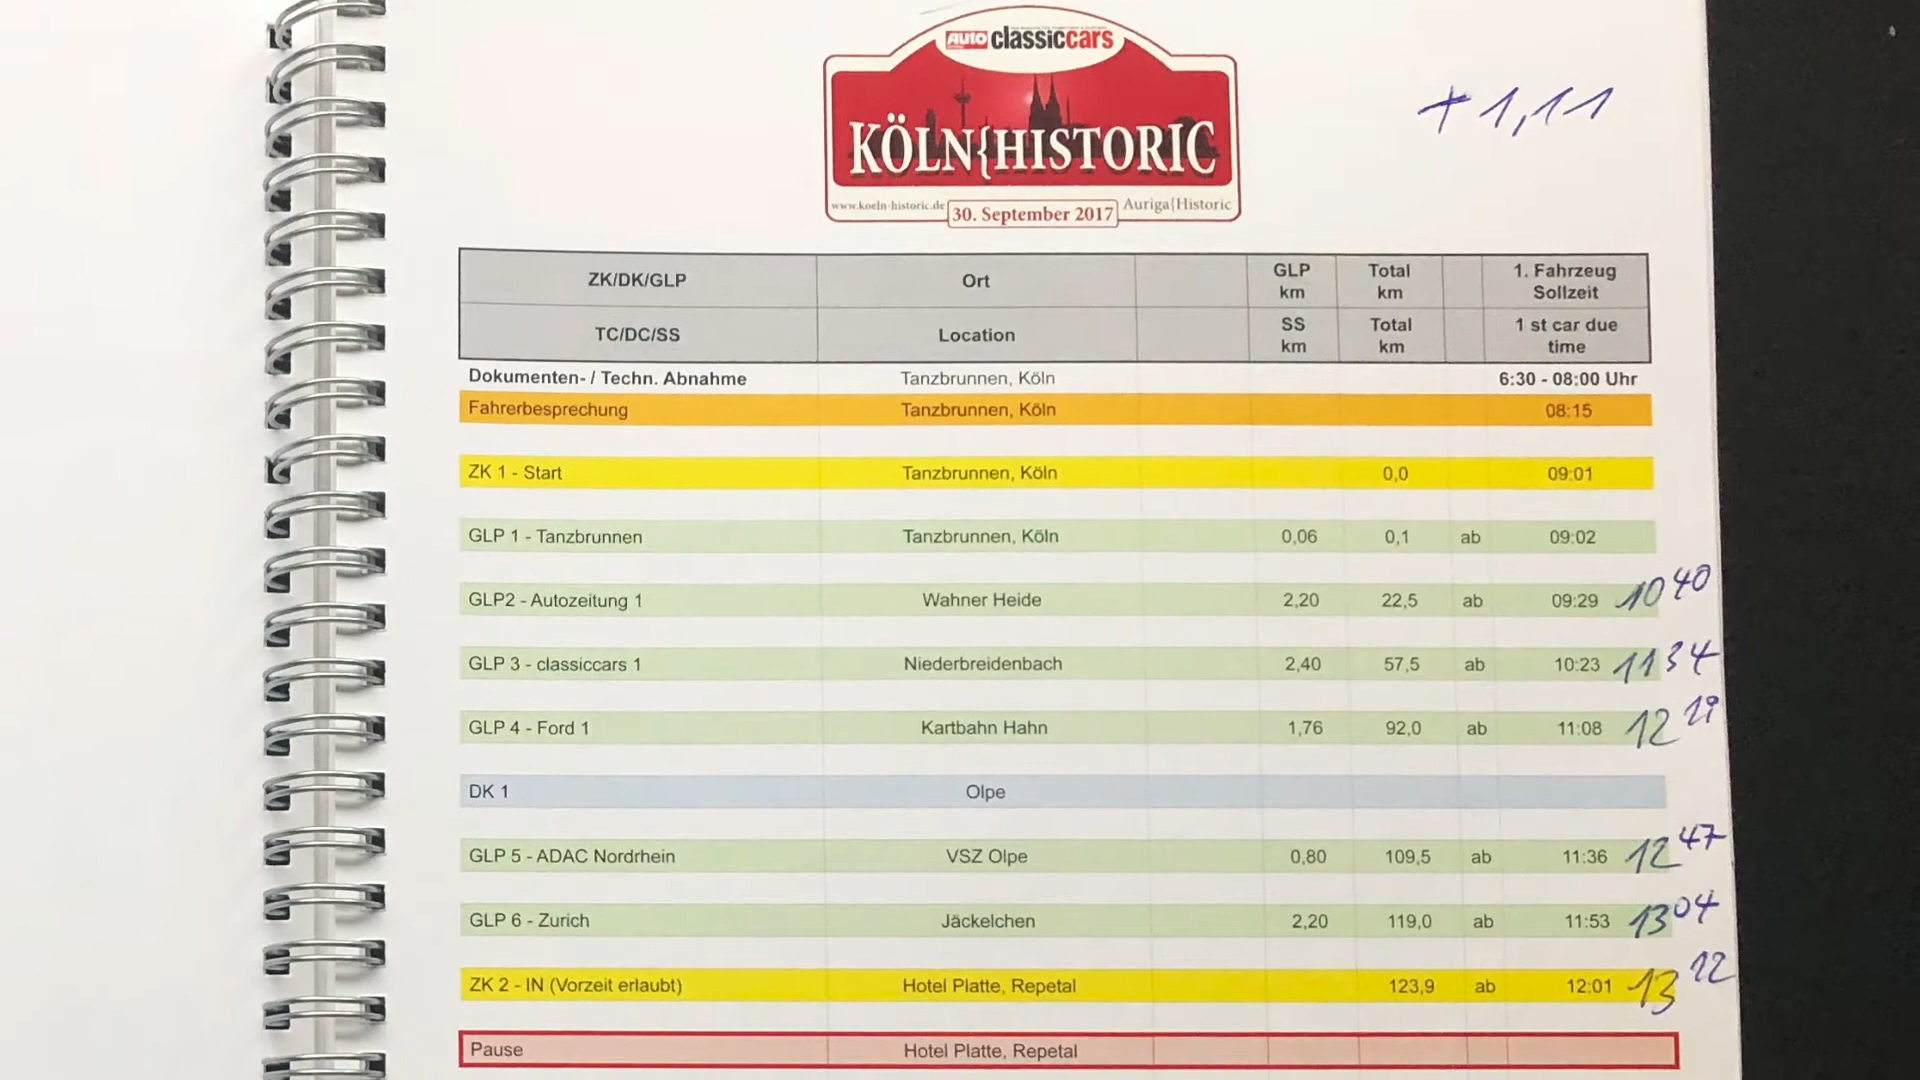 AUTO classiccars
+ 1,11
KÖLN{HISTORIC
www.koeln-historic.de 30. September 2017 Auriga{Historic
ZK/DK/GLP Ort GLP km Total km 1. Fahrzeug Sollzeit
TC/DC/SS Location SS km Total km 1 st car due time
Dokumenten- / Techn. Abnahme Tanzbrunnen, Köln 6:30 - 08:00 Uhr
Fahrerbesprechung Tanzbrunnen, Köln 08:15
ZK 1 - Start Tanzbrunnen, Köln 0,0 09:01
GLP 1 - Tanzbrunnen Tanzbrunnen, Köln 0,06 0,1 ab 09:02
GLP2 - Autozeitung 1 Wahner Heide 2,20 22,5 ab 09:29 10 40
GLP 3 - classiccars 1 Niederbreidenbach 2,40 57,5 ab 10:23 11 34
GLP 4 - Ford 1 Kartbahn Hahn 1,76 92,0 ab 11:08 12 19
DK 1 Olpe
GLP 5 - ADAC Nordrhein VSZ Olpe 0,80 109,5 ab 11:36 12 47
GLP 6 - Zurich Jäckelchen 2,20 119,0 ab 11:53 13 04
ZK 2 - IN (Vorzeit erlaubt) Hotel Platte, Repetal 123,9 ab 12:01 13 12
Pause Hotel Platte, Repetal